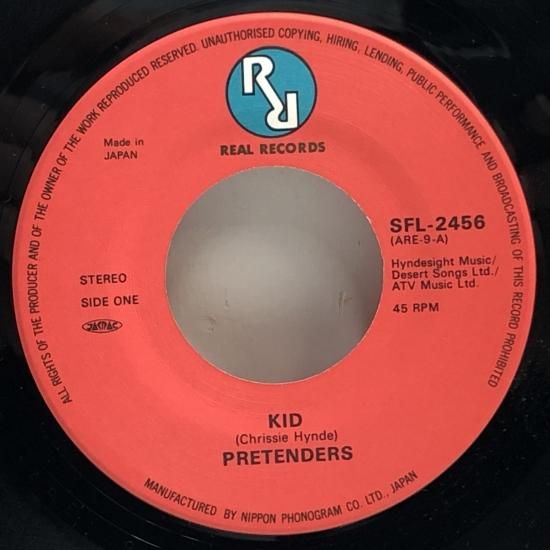 ALL RIGHTS OF THE PRODUCER AND OF THE OWNER OF THE WORK REPRODUCED RESERVED. UNAUTHORISED COPYING, HIRING, LENDING, PUBLIC PERFORMANCE AND BROADCASTING OF THIS RECORD PROHIBITED
RR
REAL RECORDS
Made in
JAPAN
SFL-2456
(ARE-9-A)
Hyndesight Music/
Desert Songs Ltd./
ATV Music Ltd.
STEREO
SIDE ONE
45 RPM
JASRAC
KID
(Chrissie Hynde)
PRETENDERS
MANUFACTURED BY NIPPON PHONOGRAM CO. LTD., JAPAN